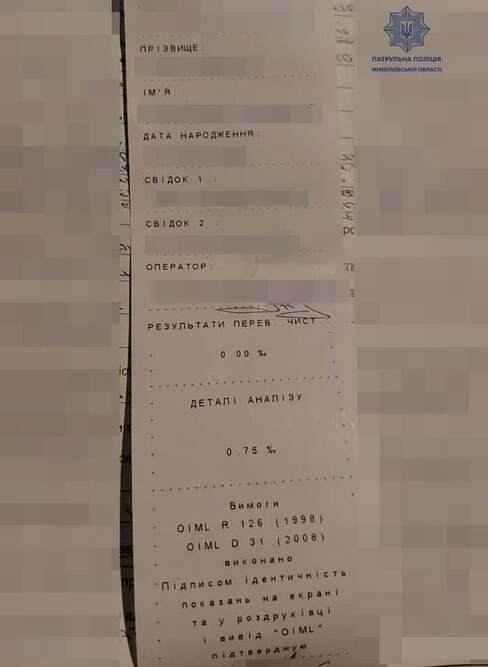 ПАТРУЛЬНА ПОЛІЦІЯ
МИКОЛАЇВСЬКОЇ ОБЛАСТІ
ПРІЗВИЩЕ:
ІМ'Я
ДАТА НАРОДЖЕННЯ:
СВІДОК 1 :
СВІДОК 2 :
ОПЕРАТОР:
РЕЗУЛЬТАТИ ПЕРЕВ. ЧИСТ.
0.00 ‰
ДЕТАЛІ АНАЛІЗУ
0.75 ‰
Вимоги
OIML R 126 (1998)
OIML D 31 (2008)
виконано
"Підписом ідентичність
показань на екрані
та у роздруківці
і вивід "OIML"
підтверджую